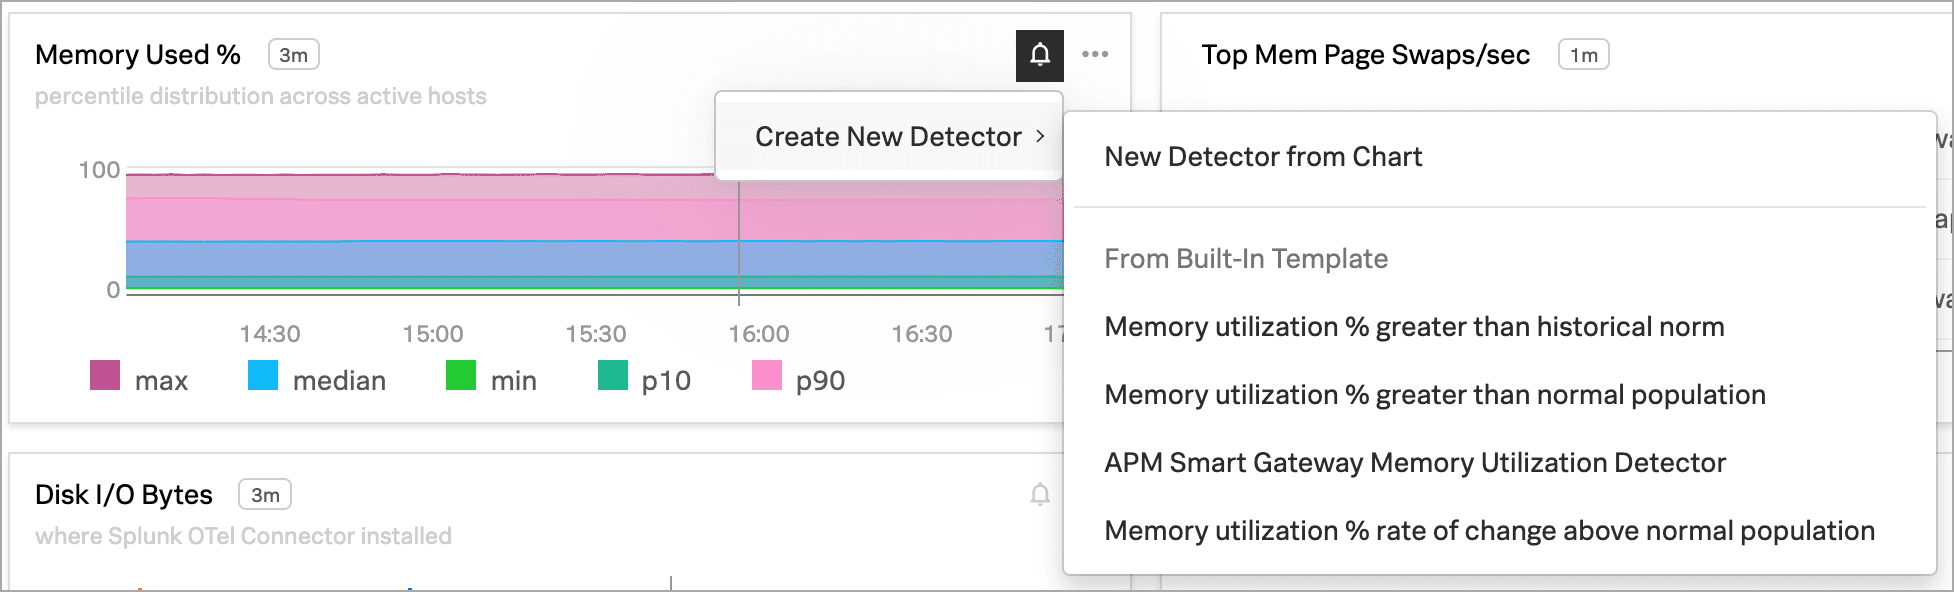 Memory Used % 3m
percentile distribution across active hosts
100
0
14:30 15:00 15:30 16:00 16:30
max median min p10 p90
Create New Detector
Top Mem Page Swaps/sec 1m
New Detector from Chart
From Built-In Template
Memory utilization % greater than historical norm
Memory utilization % greater than normal population
APM Smart Gateway Memory Utilization Detector
Memory utilization % rate of change above normal population
Disk I/O Bytes 3m
where Splunk OTel Connector installed